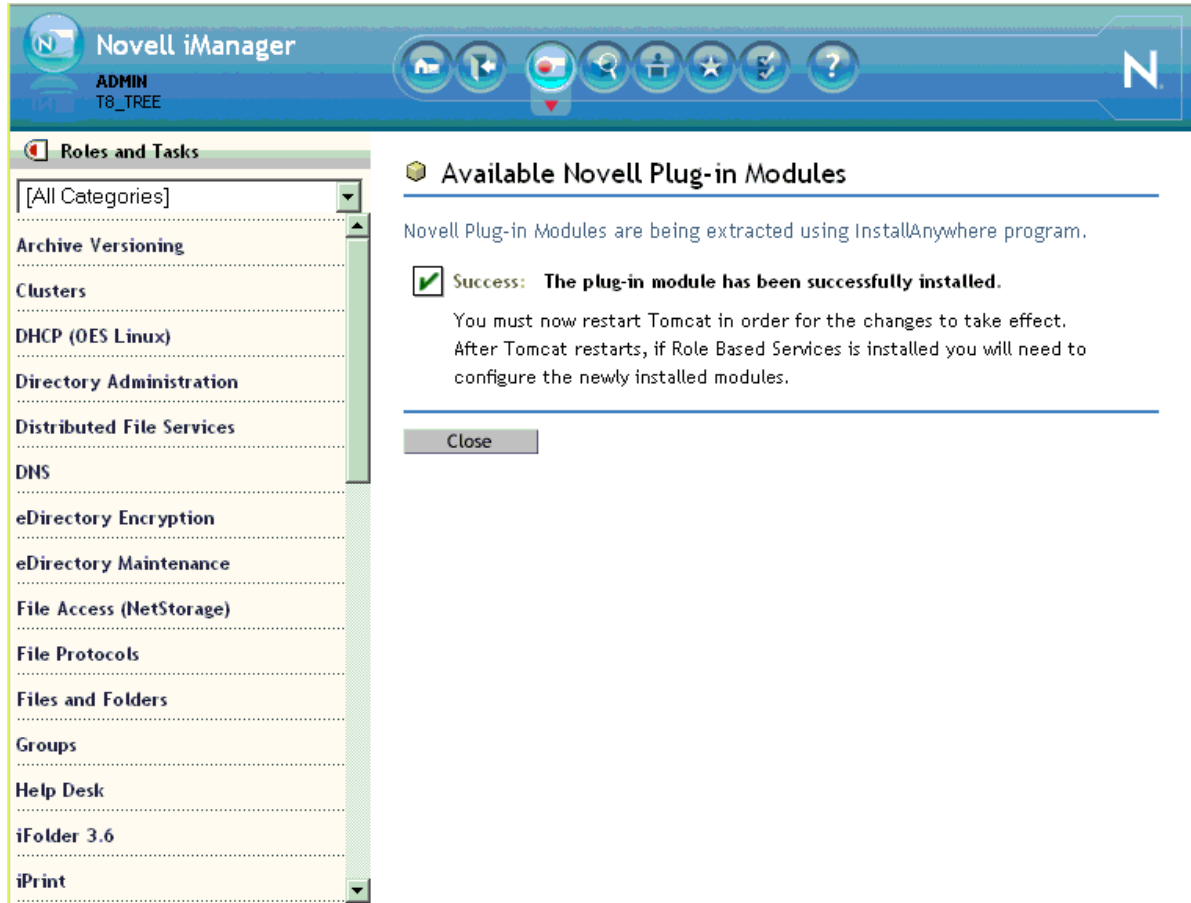 Novell iManager
ADMIN
T8_TREE
N
N
?
Roles and Tasks
[All Categories]
Archive Versioning
Clusters
DHCP (OES Linux)
Directory Administration
Distributed File Services
DNS
eDirectory Encryption
eDirectory Maintenance
File Access (NetStorage)
File Protocols
Files and Folders
Groups
Help Desk
iFolder 3.6
iPrint
Available Novell Plug-in Modules
Novell Plug-in Modules are being extracted using InstallAnywhere program.
Success: The plug-in module has been successfully installed.
You must now restart Tomcat in order for the changes to take effect.
After Tomcat restarts, if Role Based Services is installed you will need to
configure the newly installed modules.
Close